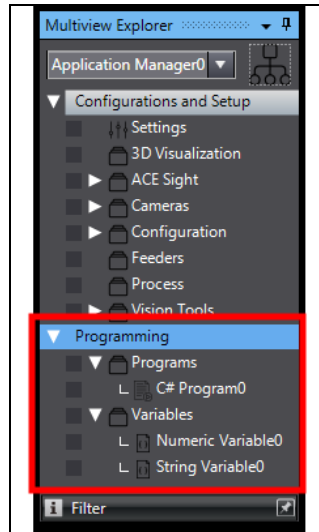 Multiview Explorer
Application Manager0
Configurations and Setup
Settings
3D Visualization
ACE Sight
Cameras
Configuration
Feeders
Process
Vision Tools
Programming
Programs
C# Program0
Variables
Numeric Variable0
String Variable0
Filter